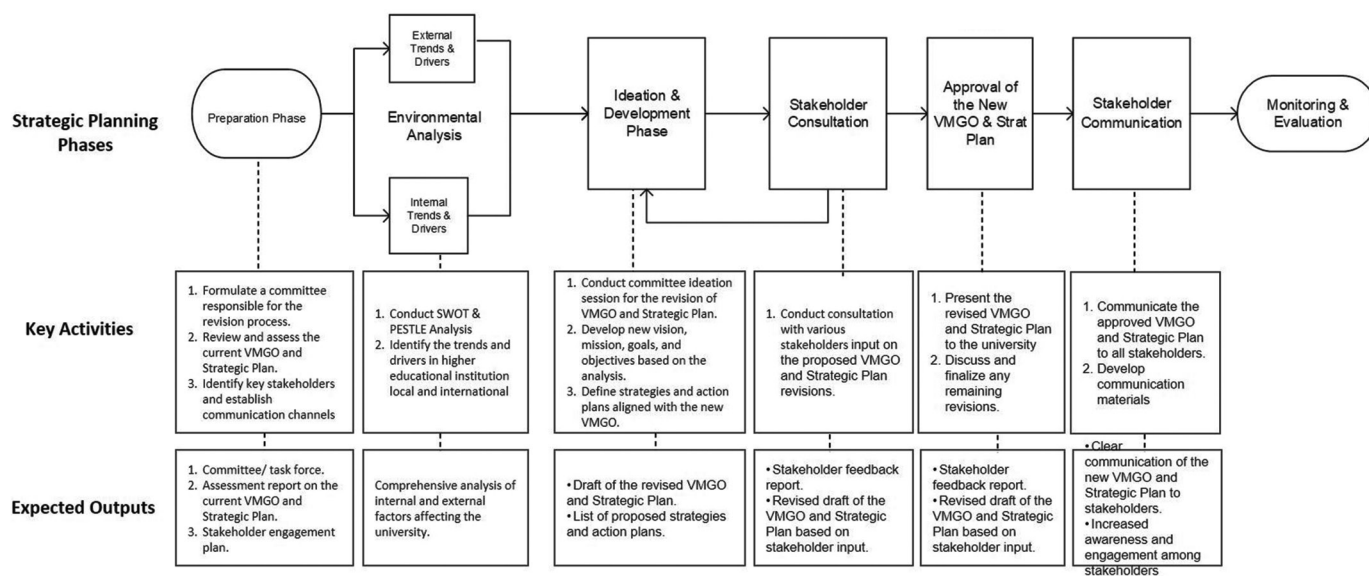 Strategic Planning
Phases
Preparation Phase
External
Trends &
Drivers
Environmental
Analysis
Internal
Trends &
Drivers
Ideation &
Development
Phase
Stakeholder
Consultation
Approval of
the New
VMGO & Strat
Plan
Stakeholder
Communication
Monitoring &
Evaluation
Key Activities
1. Formulate a committee
responsible for the
revision process.
2. Review and assess the
current VMGO and
Strategic Plan.
3. Identify key stakeholders
and establish
communication channels
1. Conduct SWOT &
PESTLE Analysis
2. Identify the trends and
drivers in higher
educational institution
local and international
1. Conduct committee ideation
session for the revision of
VMGO and Strategic Plan.
2. Develop new vision,
mission, goals, and
objectives based on the
analysis.
3. Define strategies and action
plans aligned with the new
VMGO.
1. Conduct consultation
with various
stakeholders input on
the proposed VMGO
and Strategic Plan
revisions.
1. Present the
revised VMGO
and Strategic Plan
to the university
2. Discuss and
finalize any
remaining
revisions.
1. Communicate the
approved VMGO
and Strategic Plan
to all stakeholders.
2. Develop
communication
materials
Expected Outputs
1. Committee/ task force.
2. Assessment report on the
current VMGO and
Strategic Plan.
3. Stakeholder engagement
plan.
Comprehensive analysis of
internal and external
factors affecting the
university.
•Draft of the revised VMGO
and Strategic Plan.
•List of proposed strategies
and action plans.
•Stakeholder feedback
report.
•Revised draft of the
VMGO and Strategic
Plan based on
stakeholder input.
•Stakeholder
feedback report.
•Revised draft of the
VMGO and Strategic
Plan based on
stakeholder input.
•Clear
communication of the
new VMGO and
Strategic Plan to
stakeholders.
•Increased
awareness and
engagement among
stakeholders